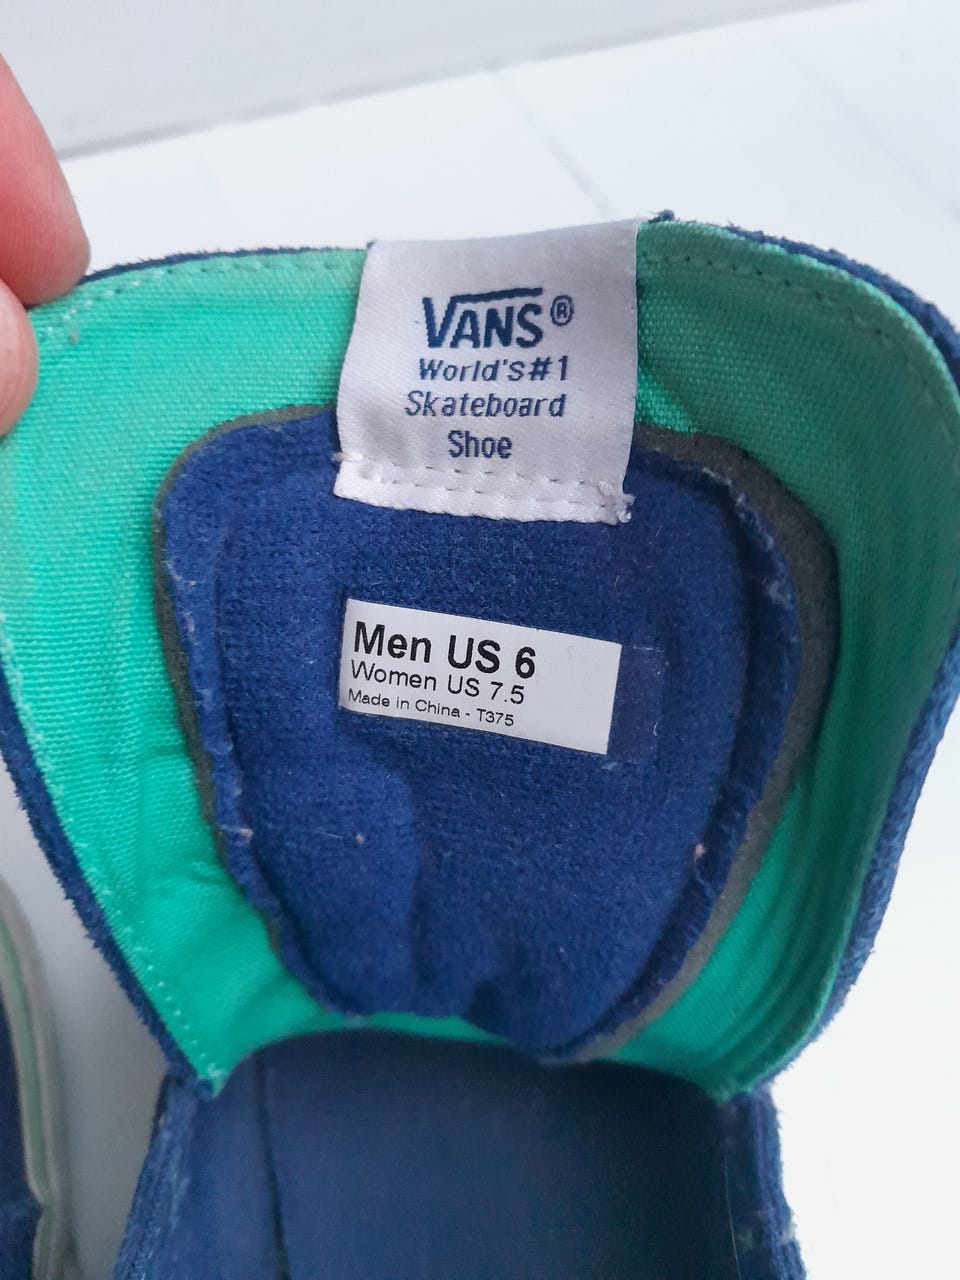 VANS®
World's#1
Skateboard
Shoe
Men US 6
Women US 7.5
Made in China - T375